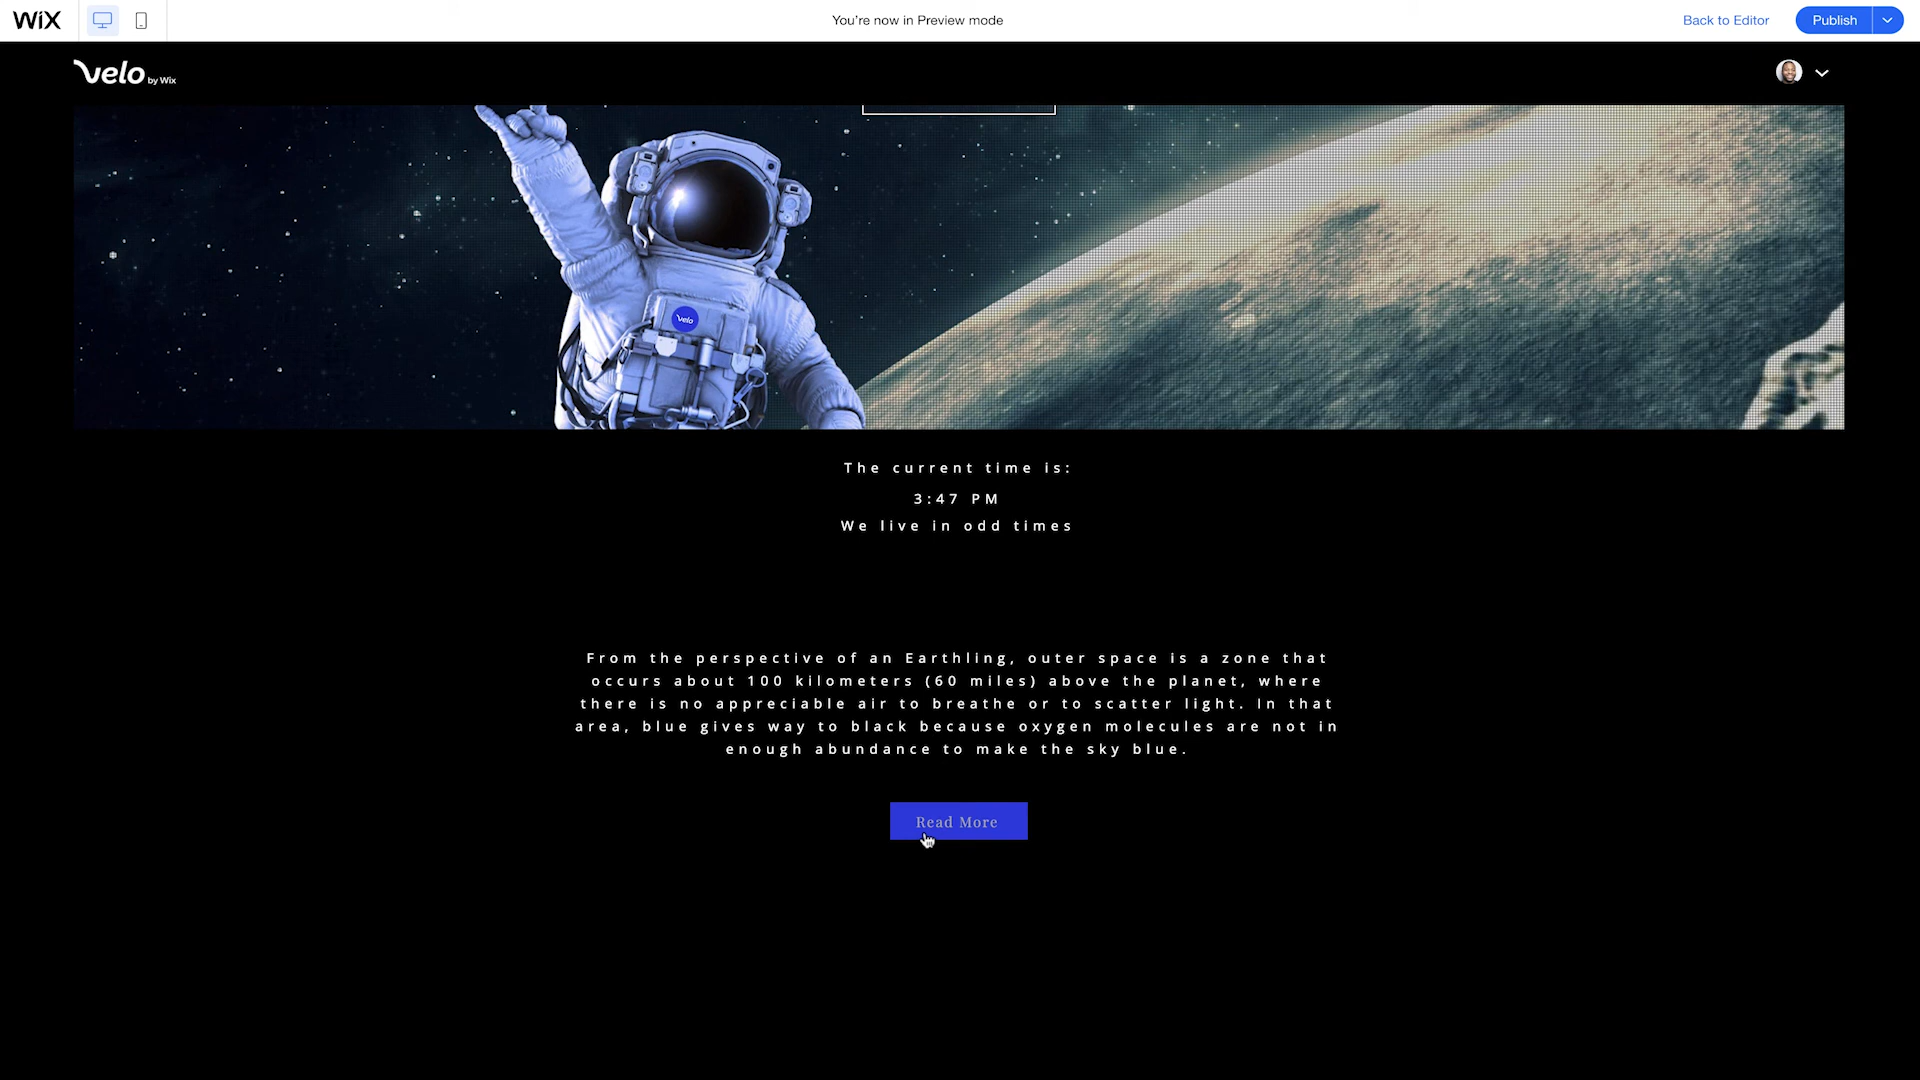 WiX
You're now in Preview mode
Back to Editor
Publish
velo by Wix
velo
The current time is:
3:47 PM
We live in odd times
From the perspective of an Earthling, outer space is a zone that
occurs about 100 kilometers (60 miles) above the planet, where
there is no appreciable air to breathe or to scatter light. In that
area, blue gives way to black because oxygen molecules are not in
enough abundance to make the sky blue.
Read More